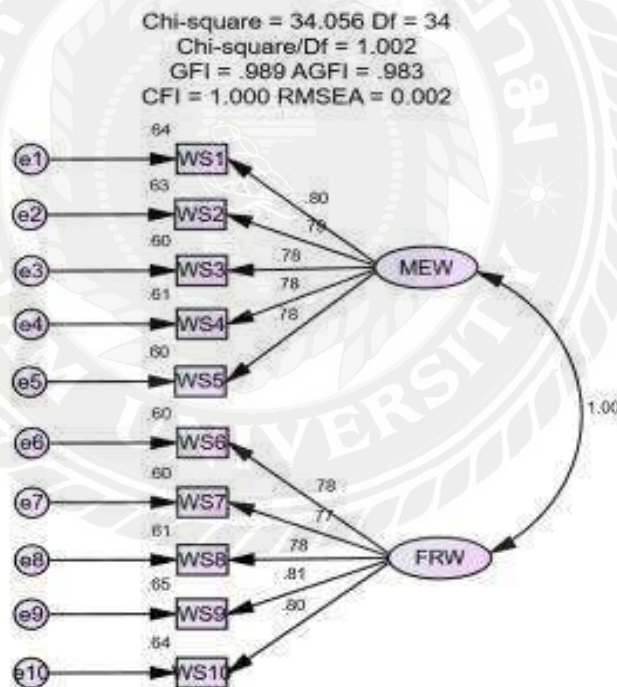 Chi-square = 34.056 Df = 34
Chi-square/Df = 1.002
GFI = .989 AGFI = .983
CFI = 1.000 RMSEA = 0.002
.64
e1 WS1
.80
.63
e2 WS2
.79
.60
e3 WS3
.78
MEW
.61
e4 WS4
.78
.78
.60
e5 WS5
1.00
.60
e6 WS6
.78
.60
e7 WS7
.77
.61
e8 WS8
.78
FRW
.65
.81
e9 WS9
.80
.64
e10 WS10
UNIVERSITY